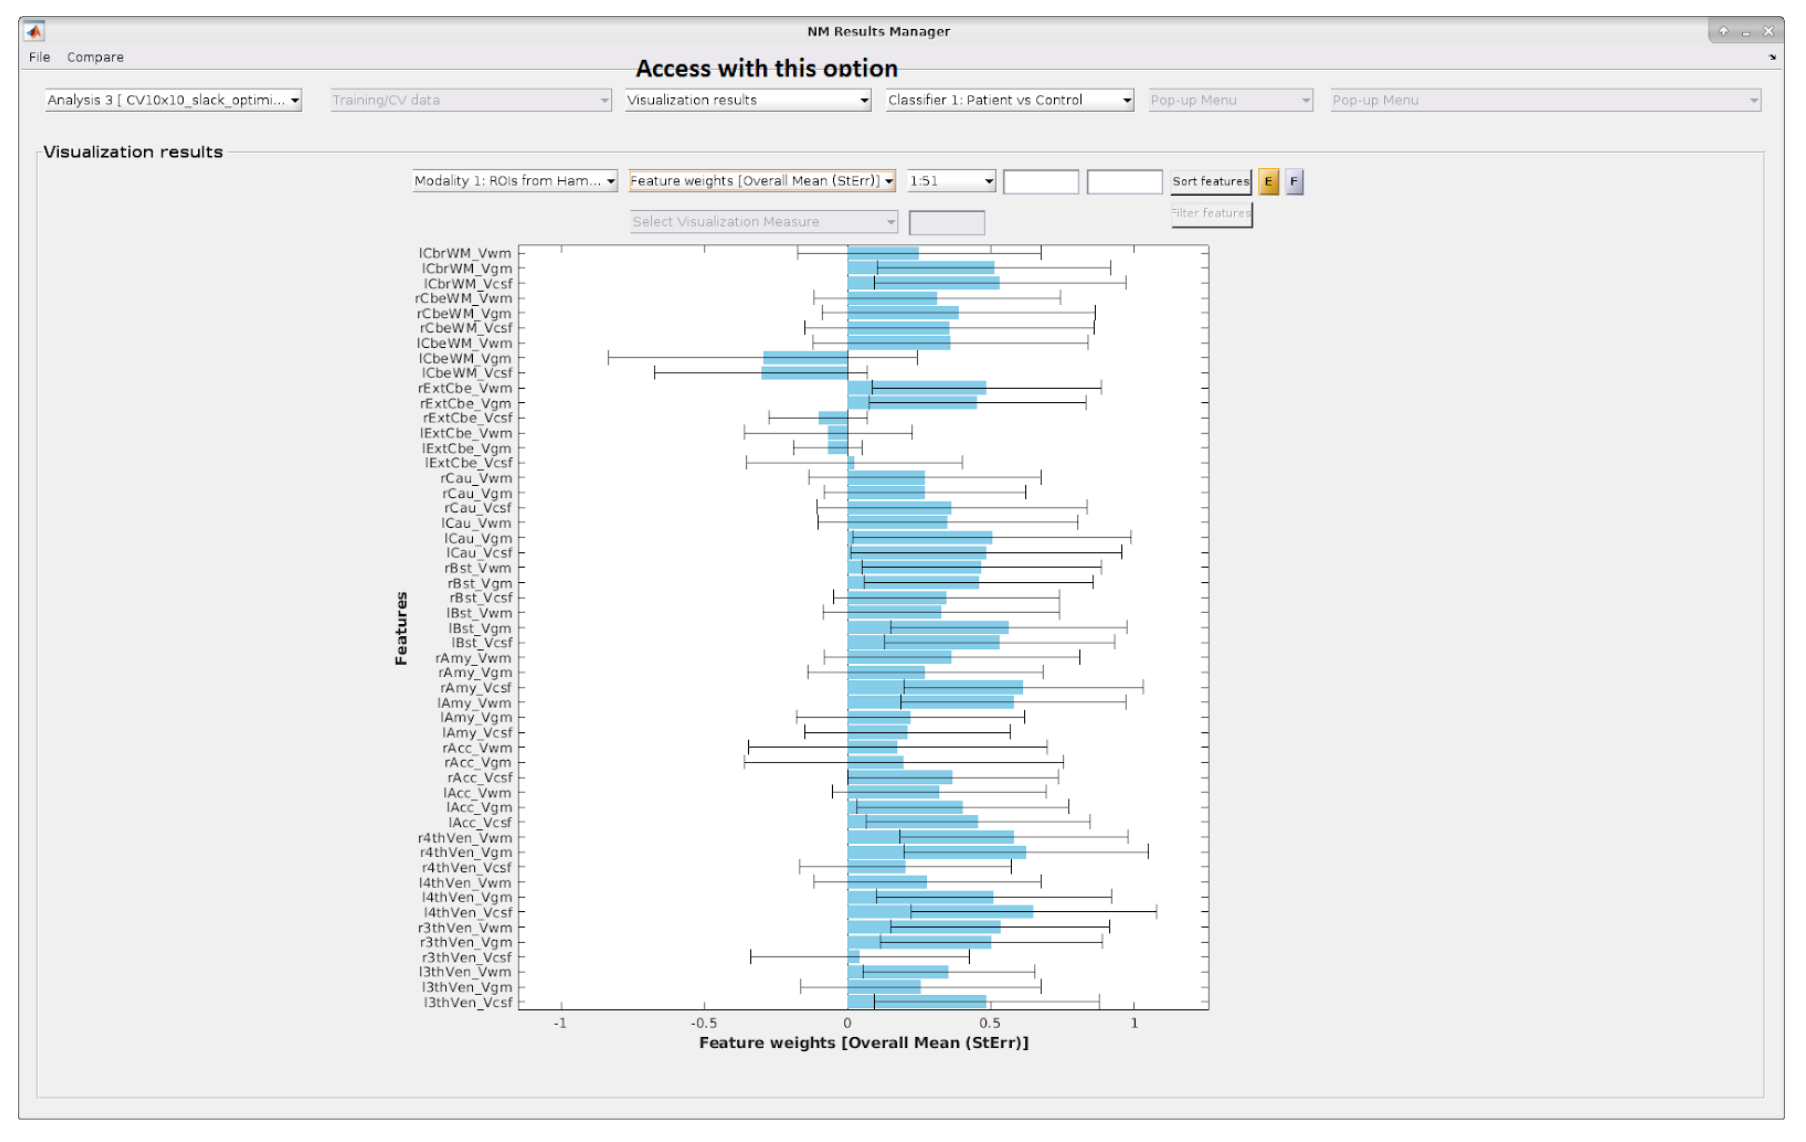 NM Results Manager
File Compare
Access with this option
Analysis 3 [ CV10x10_slack_optimi... Training/CV data Visualization results Classifier 1: Patient vs Control Pop-up Menu Pop-up Menu
Visualization results
Modality 1: ROIs from Ham... Feature weights [Overall Mean (StErr)] 1:51 Sort features E F
Select Visualization Measure Filter features
lCbrWM_Vwm
lCbrWM_Vgm
lCbrWM_Vcsf
rCbeWM_Vwm
rCbeWM_Vgm
rCbeWM_Vcsf
lCbeWM_Vwm
lCbeWM_Vgm
lCbeWM_Vcsf
rExtCbe_Vwm
rExtCbe_Vgm
rExtCbe_Vcsf
lExtCbe_Vwm
lExtCbe_Vgm
lExtCbe_Vcsf
rCau_Vwm
rCau_Vgm
rCau_Vcsf
lCau_Vwm
lCau_Vgm
lCau_Vcsf
rBst_Vwm
rBst_Vgm
rBst_Vcsf
lBst_Vwm
lBst_Vgm
lBst_Vcsf
rAmy_Vwm
rAmy_Vgm
rAmy_Vcsf
lAmy_Vwm
lAmy_Vgm
lAmy_Vcsf
rAcc_Vwm
rAcc_Vgm
rAcc_Vcsf
lAcc_Vwm
lAcc_Vgm
lAcc_Vcsf
r4thVen_Vwm
r4thVen_Vgm
r4thVen_Vcsf
l4thVen_Vwm
l4thVen_Vgm
l4thVen_Vcsf
r3thVen_Vwm
r3thVen_Vgm
r3thVen_Vcsf
l3thVen_Vwm
l3thVen_Vgm
l3thVen_Vcsf
Features
-1 -0.5 0 0.5 1
Feature weights [Overall Mean (StErr)]